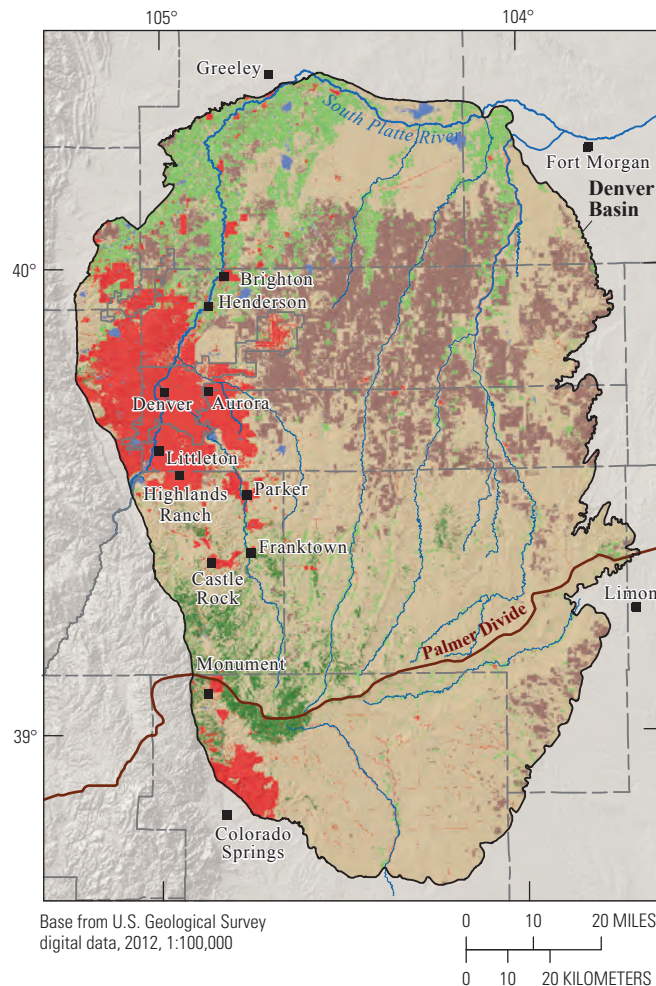 105°
104°
Greeley
South Platte River
Fort Morgan
Denver
Basin
40°
Brighton
Henderson
Denver
Aurora
Littleton
Highlands
Ranch
Parker
Franktown
Castle
Rock
Limon
Palmer Divide
Monument
39°
Colorado
Springs
Base from U.S. Geological Survey
digital data, 2012, 1:100,000
0 10 20 MILES
0 10 20 KILOMETERS